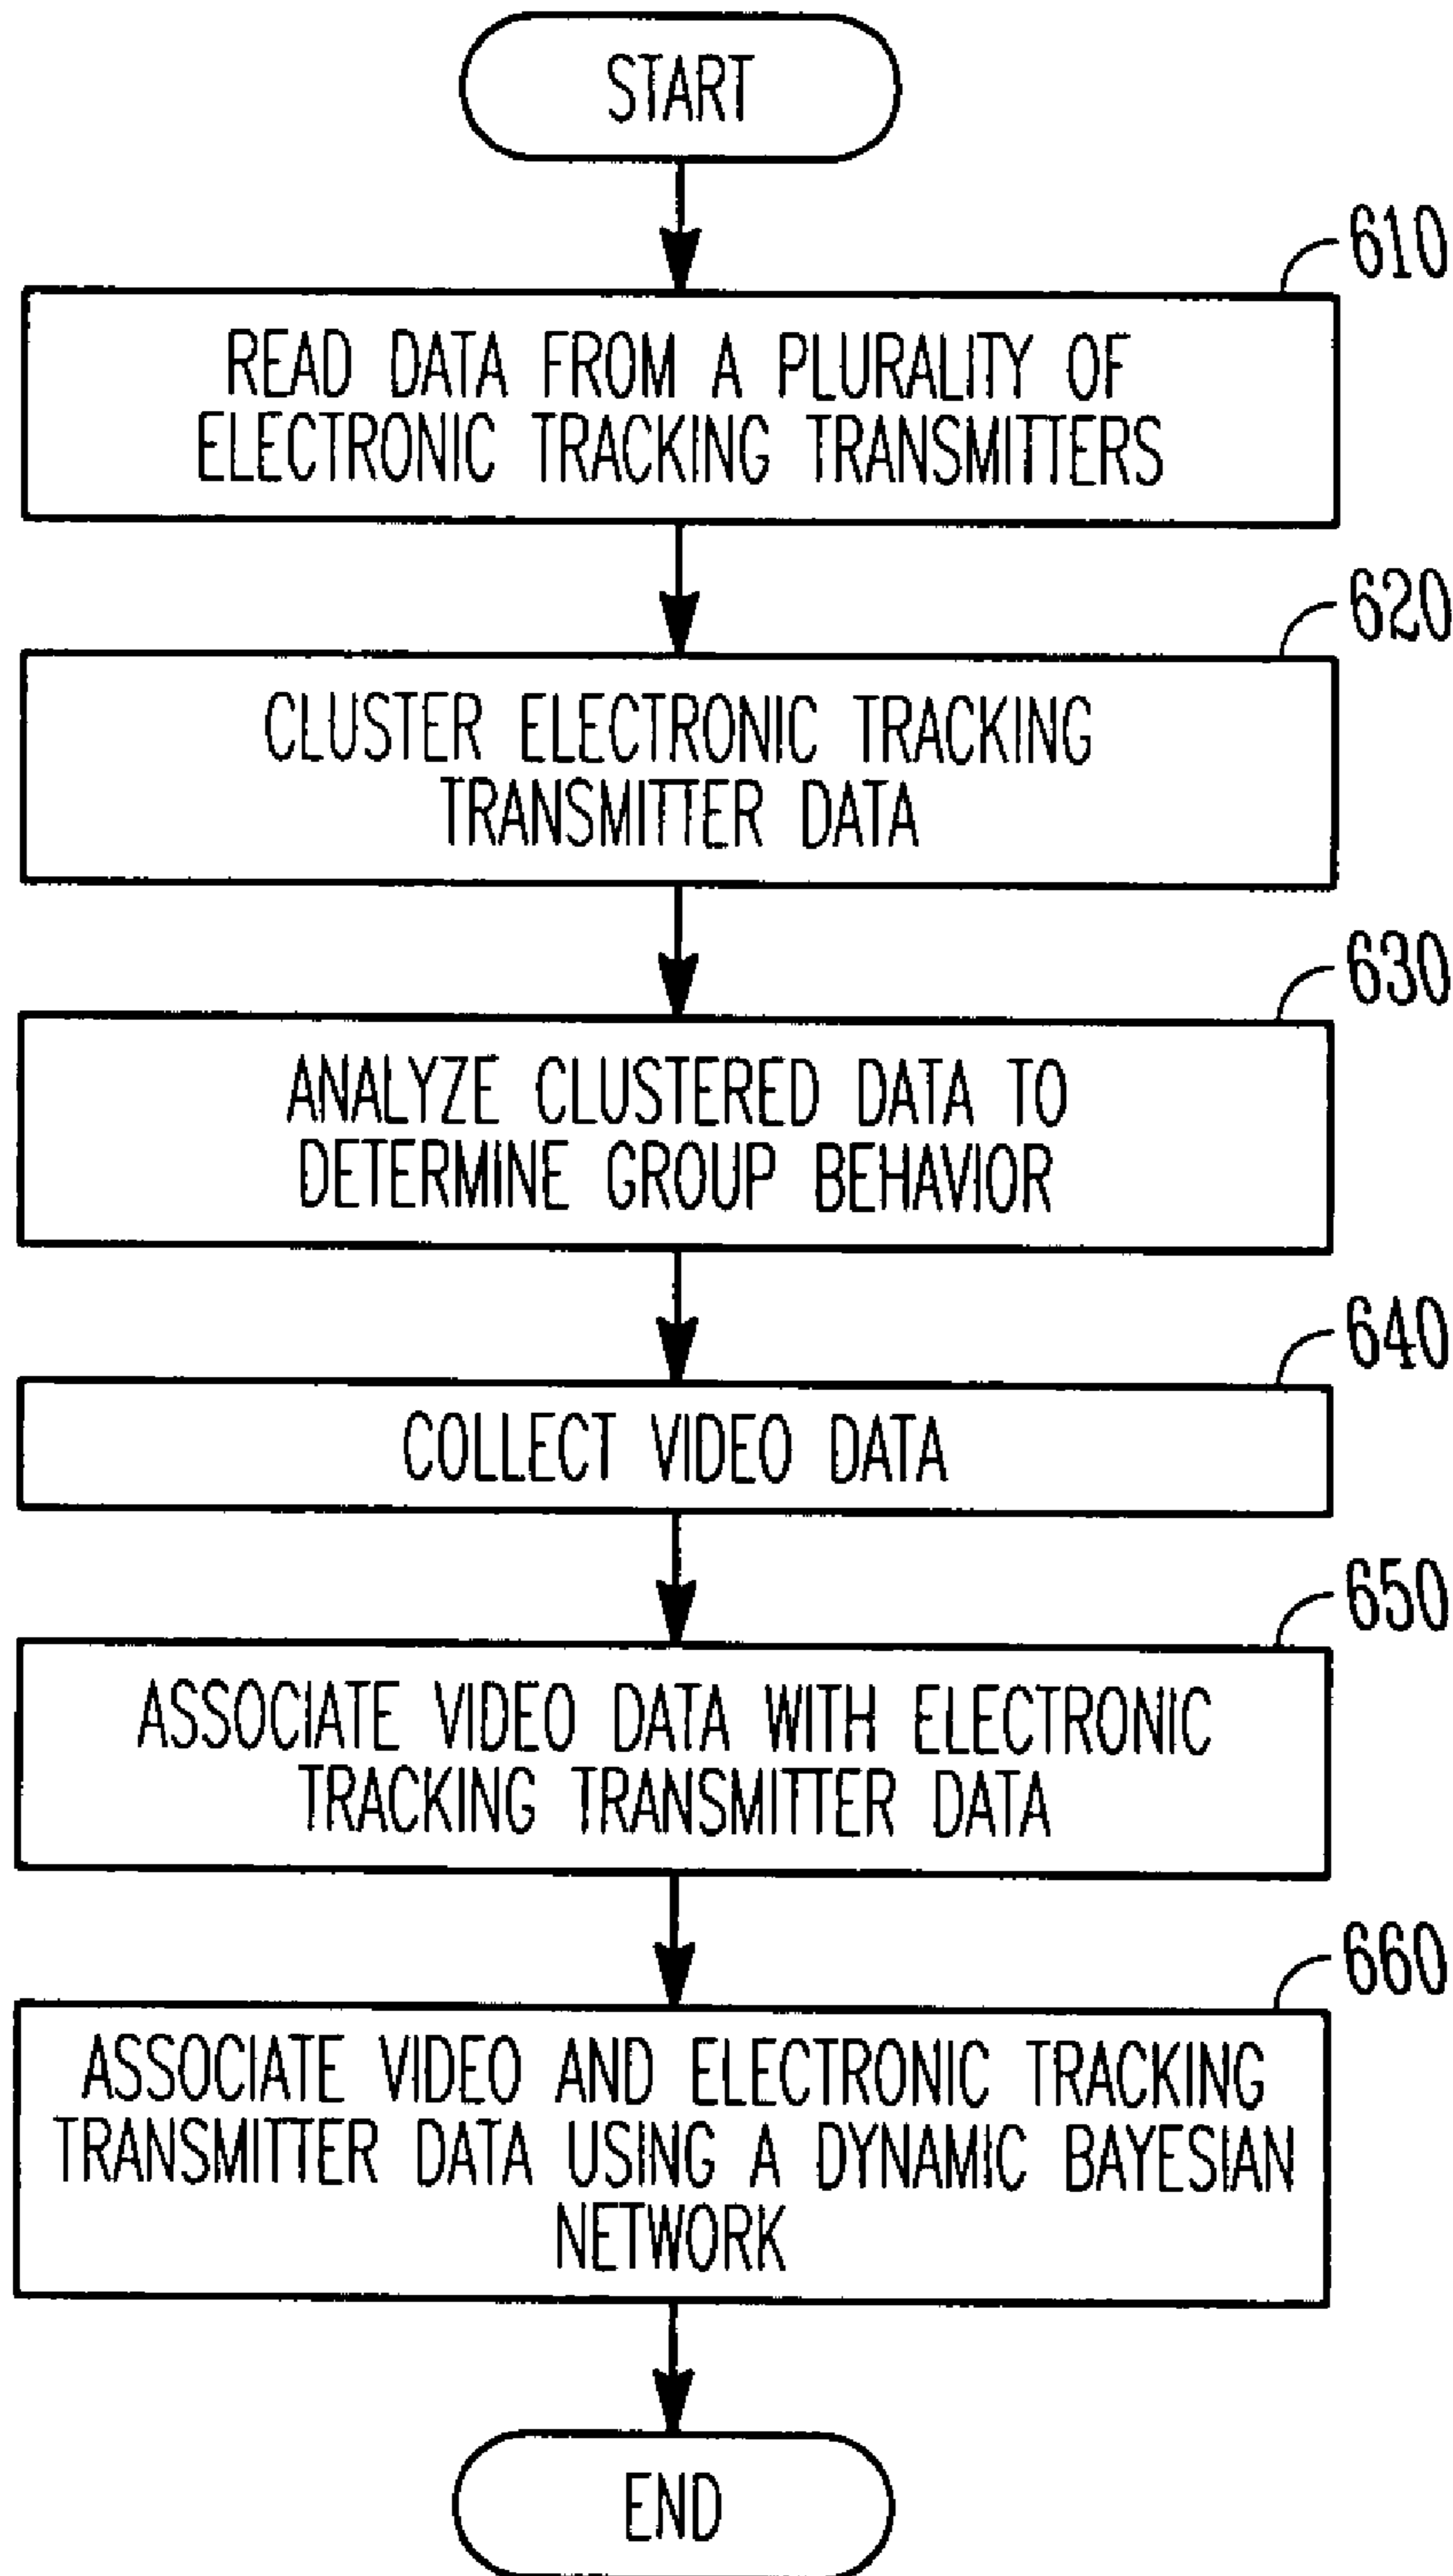 START
610
READ DATA FROM A PLURALITY OF
ELECTRONIC TRACKING TRANSMITTERS
620
CLUSTER ELECTRONIC TRACKING
TRANSMITTER DATA
630
ANALYZE CLUSTERED DATA TO
DETERMINE GROUP BEHAVIOR
640
COLLECT VIDEO DATA
650
ASSOCIATE VIDEO DATA WITH ELECTRONIC
TRACKING TRANSMITTER DATA
660
ASSOCIATE VIDEO AND ELECTRONIC TRACKING
TRANSMITTER DATA USING A DYNAMIC BAYESIAN
NETWORK
END